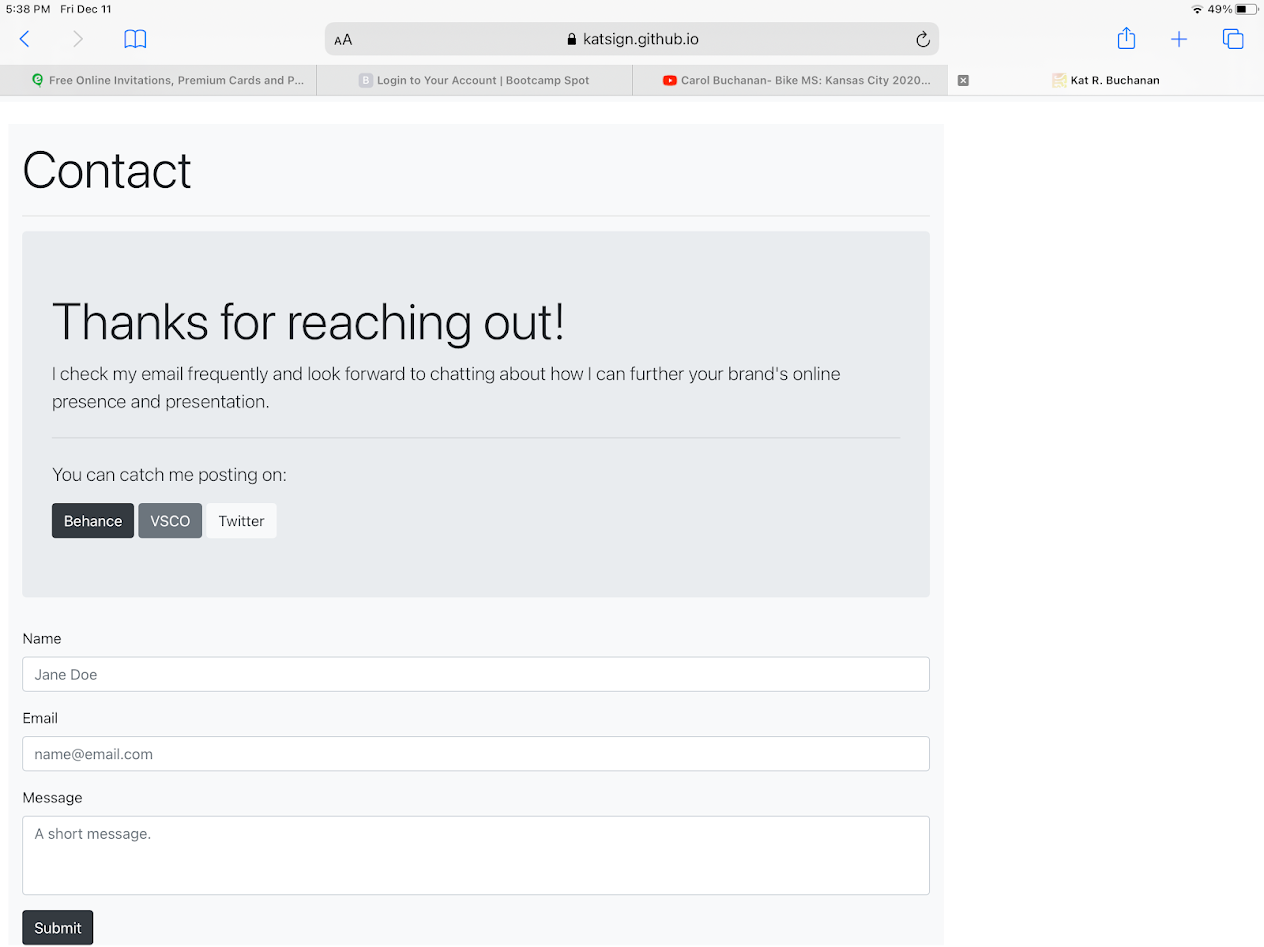 5:38 PM Fri Dec 11 49%
AA katsign.github.io
Free Online Invitations, Premium Cards and P... Login to Your Account | Bootcamp Spot Carol Buchanan- Bike MS: Kansas City 2020... Kat R. Buchanan
Contact
Thanks for reaching out!
I check my email frequently and look forward to chatting about how I can further your brand's online
presence and presentation.
You can catch me posting on:
Behance VSCO Twitter
Name
Jane Doe
Email
name@email.com
Message
A short message.
Submit